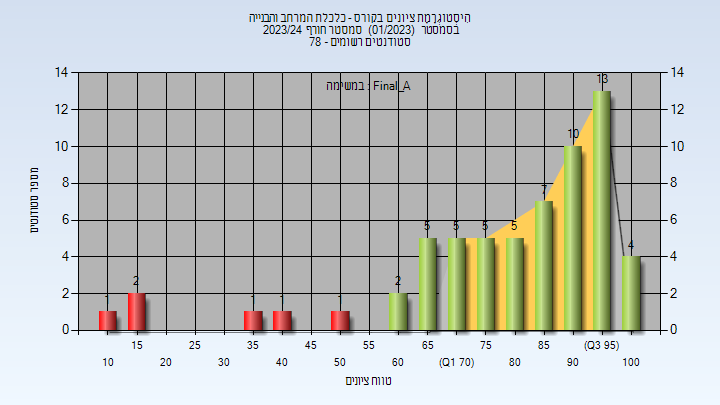 היסטוגרמת ציונים בקורס - כלכלת המרחב והבנייה
בסמסטר (01/2023) סמסטר חורף 2023/24
סטודנטים רשומים - 78
במשימה : Final_A
14 14
12 12
10 10
8 8
6 6
4 4
2 2
0 0
מספר סטודנטים
1 2 1 1 1 2 5 5 5 5 7 10 13 4
15 25 35 45 55 65 75 85 (Q3 95)
10 20 30 40 50 60 (Q1 70) 80 90 100
טווח ציונים